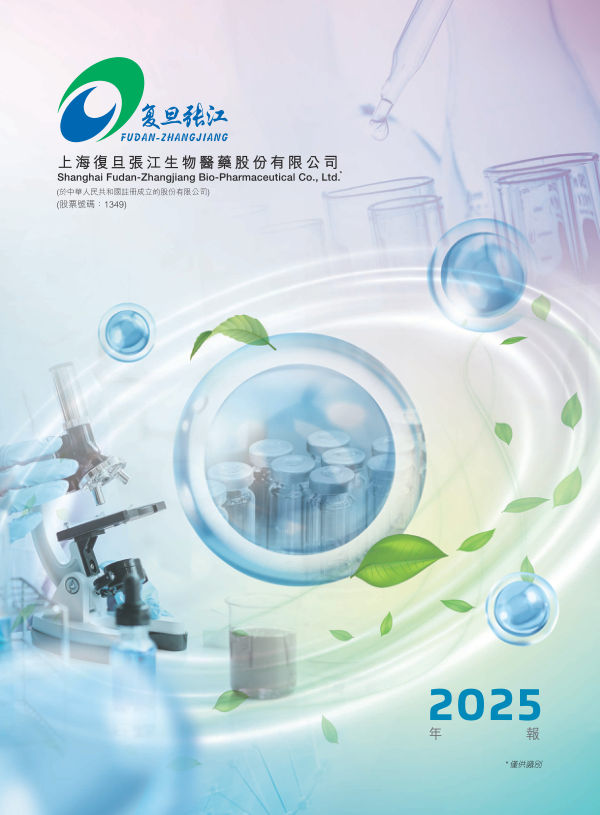 复旦张江
FUDAN-ZHANGJIANG
上海復旦張江生物醫藥股份有限公司
Shanghai Fudan-Zhangjiang Bio-Pharmaceutical Co., Ltd.*
(於中華人民共和國註冊成立的股份有限公司)
(股票號碼：1349)
2025
年 報
* 僅供識別